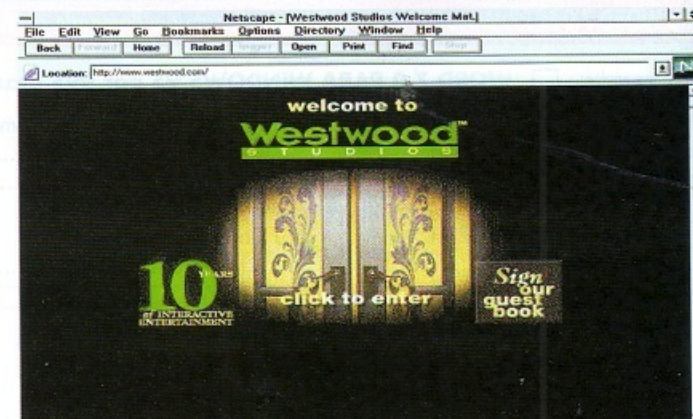 Netscape - [Westwood Studios Welcome Mat.]
File Edit View Go Bookmarks Options Directory Window Help
Back Forward Home Reload Images Open Print Find Stop
Location: http://www.westwood.com/
N
welcome to
Westwood™
STUDIOS
10 YEARS
of INTERACTIVE
ENTERTAINMENT
click to enter
Sign
our
guest
book